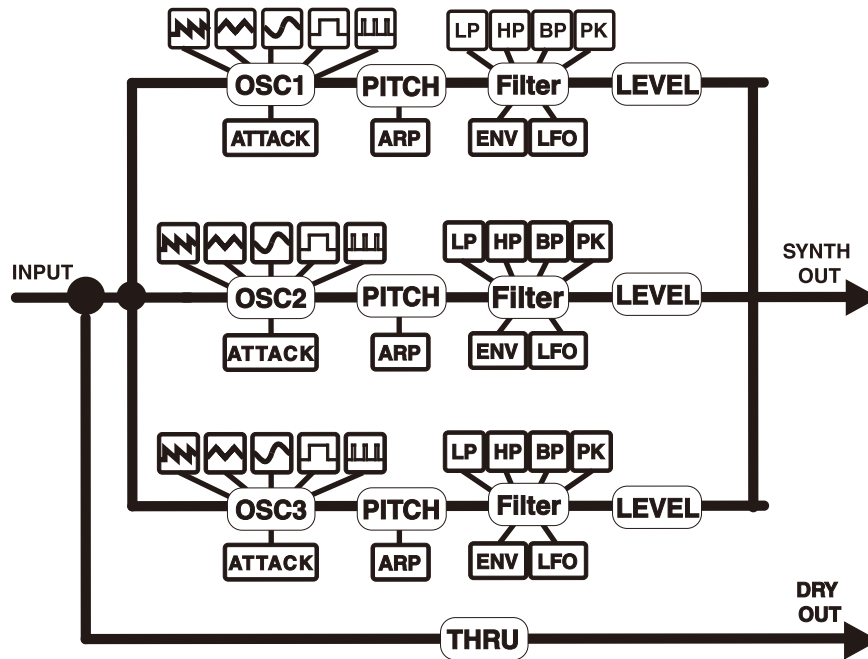 LP HP BP PK
OSC1 PITCH Filter LEVEL
ATTACK ARP ENV LFO
LP HP BP PK
INPUT
SYNTH
OUT
OSC2 PITCH Filter LEVEL
ATTACK ARP ENV LFO
LP HP BP PK
OSC3 PITCH Filter LEVEL
ATTACK ARP ENV LFO
DRY
OUT
THRU